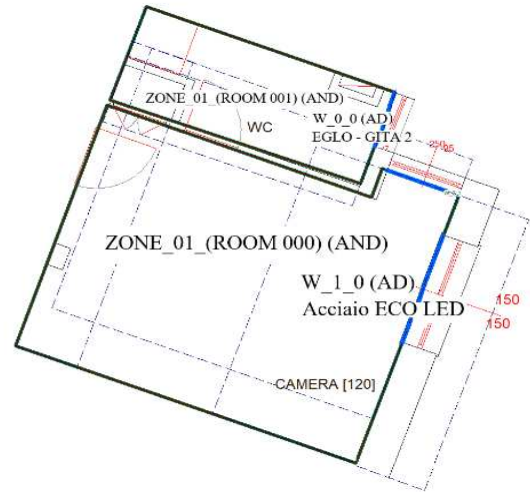 ZONE_01_(ROOM 001) (AND)
W_0_0 (AD)
WC
EGLO - GITA 2
ZONE_01_(ROOM 000) (AND)
W_1_0 (AD)
Acciaio ECO LED
150
150
CAMERA [120]